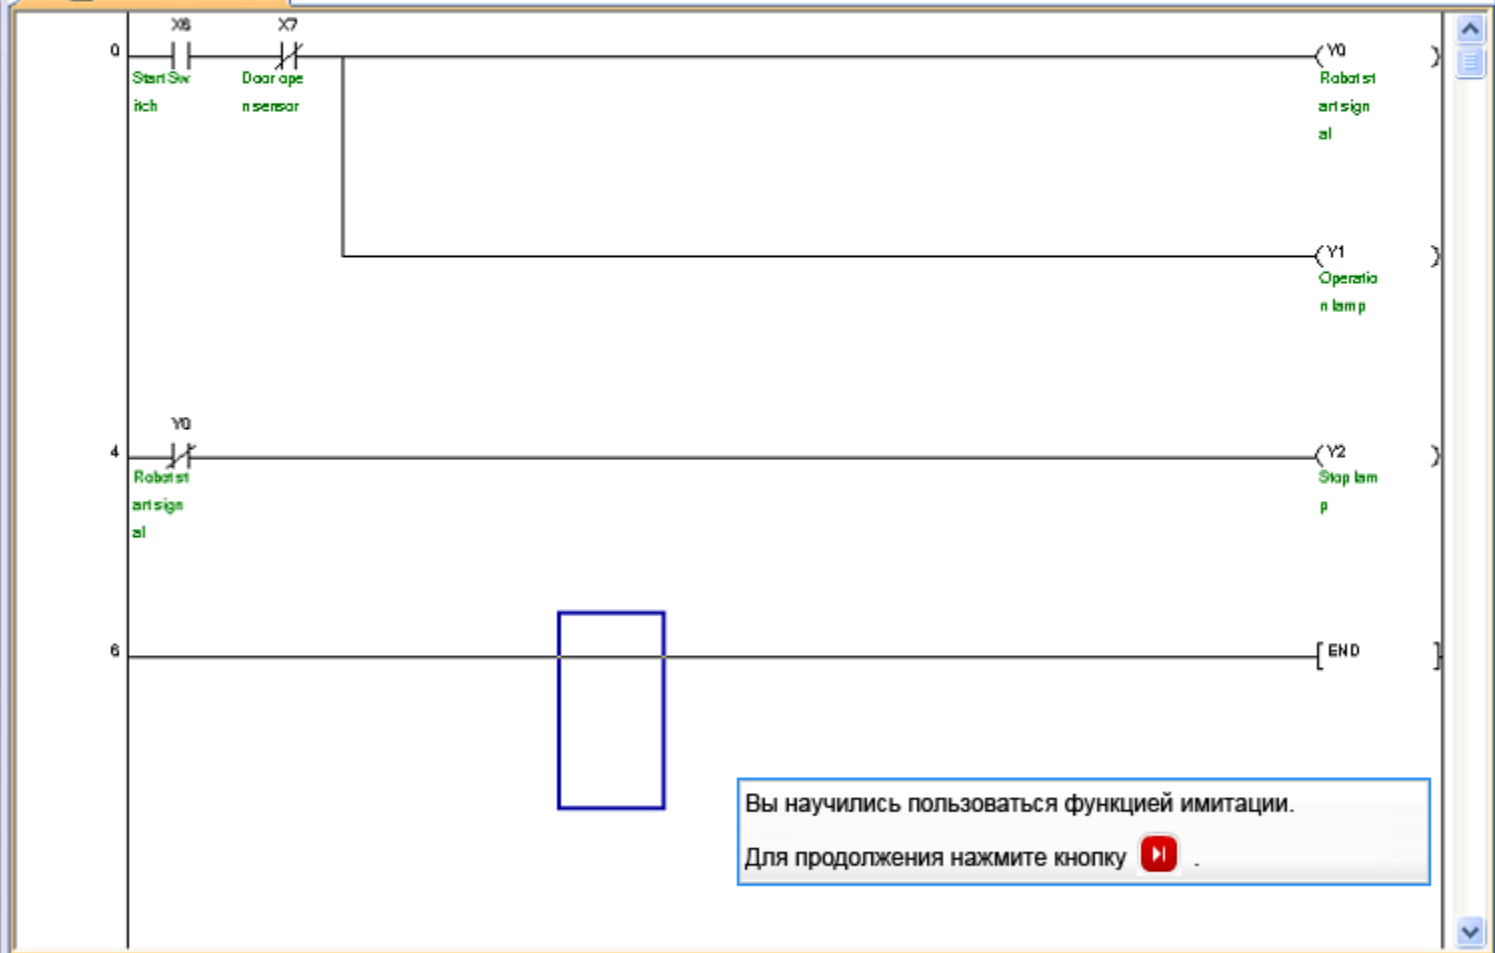 X6 X7
0 Y0
Start Sw Door ope Robot st
itch n sensor art sign
al
Y1
Operatio
n lamp
Y0
4 Y2
Robot st Stop lam
art sign p
al
6 END
Вы научились пользоваться функцией имитации.
Для продолжения нажмите кнопку .